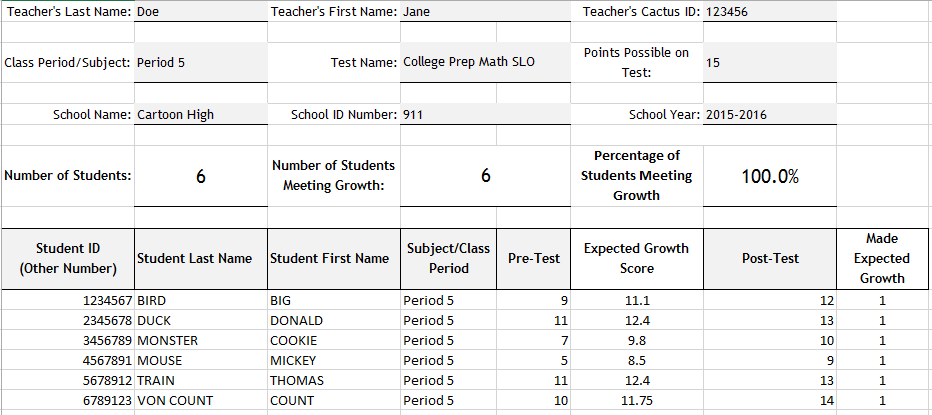 Teacher's Last Name: Doe Teacher's First Name: Jane Teacher's Cactus ID: 123456
Class Period/Subject: Period 5 Test Name: College Prep Math SLO Points Possible on Test: 15
School Name: Cartoon High School ID Number: 911 School Year: 2015-2016
Number of Students: 6 Number of Students Meeting Growth: 6 Percentage of Students Meeting Growth 100.0%
Student ID (Other Number) Student Last Name Student First Name Subject/Class Period Pre-Test Expected Growth Score Post-Test Made Expected Growth
1234567 BIRD BIG Period 5 9 11.1 12 1
2345678 DUCK DONALD Period 5 11 12.4 13 1
3456789 MONSTER COOKIE Period 5 7 9.8 10 1
4567891 MOUSE MICKEY Period 5 5 8.5 9 1
5678912 TRAIN THOMAS Period 5 11 12.4 13 1
6789123 VON COUNT COUNT Period 5 10 11.75 14 1